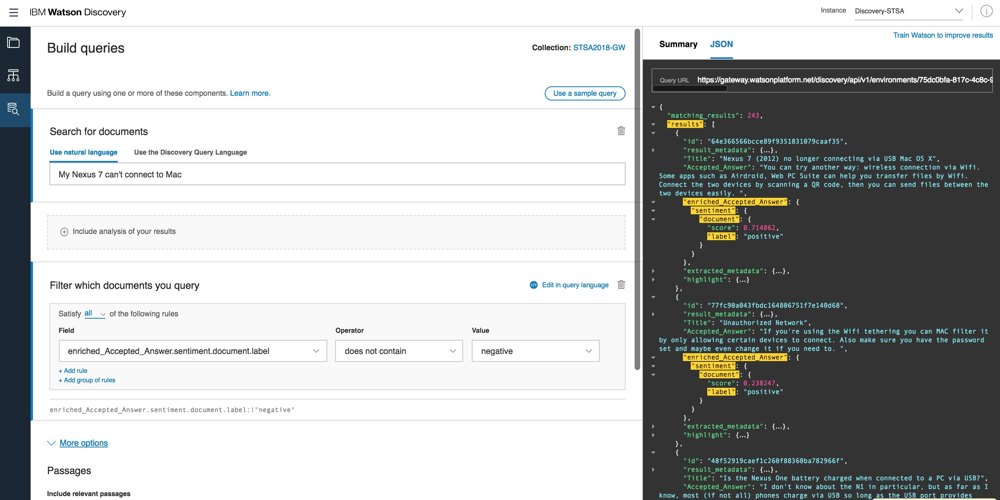 IBM Watson Discovery
Instance
Discovery-STSA
Build queries
Collection: STSA2018-GW
Build a query using one or more of these components. Learn more.
Use a sample query
Search for documents
Use natural language
Use the Discovery Query Language
My Nexus 7 can't connect to Mac
Include analysis of your results
Filter which documents you query
Edit in query language
Satisfy all of the following rules
Field
Operator
Value
enriched_Accepted_Answer.sentiment.document.label
does not contain
negative
+ Add rule
+ Add group of rules
enriched_Accepted_Answer.sentiment.document.label:!"negative"
More options
Passages
Include relevant passages
Train Watson to improve results
Summary
JSON
Query URL https://gateway.watsonplatform.net/discovery/api/v1/environments/75dc0bfa-817c-4c8c-9
{
"matching_results": 243,
"results": [
{
"id": "64e366566bcce89f9351831079caaf35",
"result_metadata": {...},
"Title": "Nexus 7 (2012) no longer connecting via USB Mac OS X",
"Accepted_Answer": "You can try another way: wireless connection via Wifi.
Some apps such as Airdroid, Web PC Suite can help you transfer files by Wifi.
Connect the two devices by scanning a QR code, then you can send files between the
two devices easily. ",
"enriched_Accepted_Answer": {
"sentiment": {
"document": {
"score": 0.714062,
"label": "positive"
}
}
},
"extracted_metadata": {...},
"highlight": {...}
},
{
"id": "77fc90a043fbdc164806751f7e140d68",
"result_metadata": {...},
"Title": "Unauthorized Network",
"Accepted_Answer": "If you're using the Wifi tethering you can MAC filter it
by only allowing certain devices to connect. Also make sure you have the password
set and maybe even change it if you need to. ",
"enriched_Accepted_Answer": {
"sentiment": {
"document": {
"score": 0.238247,
"label": "positive"
}
}
},
"extracted_metadata": {...},
"highlight": {...}
},
{
"id": "48f52919caef1c260f88360ba782966f",
"result_metadata": {...},
"Title": "Is the Nexus One battery charged when connected to a PC via USB?",
"Accepted_Answer": "I don't know about the N1 in particular, but as far as I
know, most (if not all) phones charge via USB so long as the USB port provides